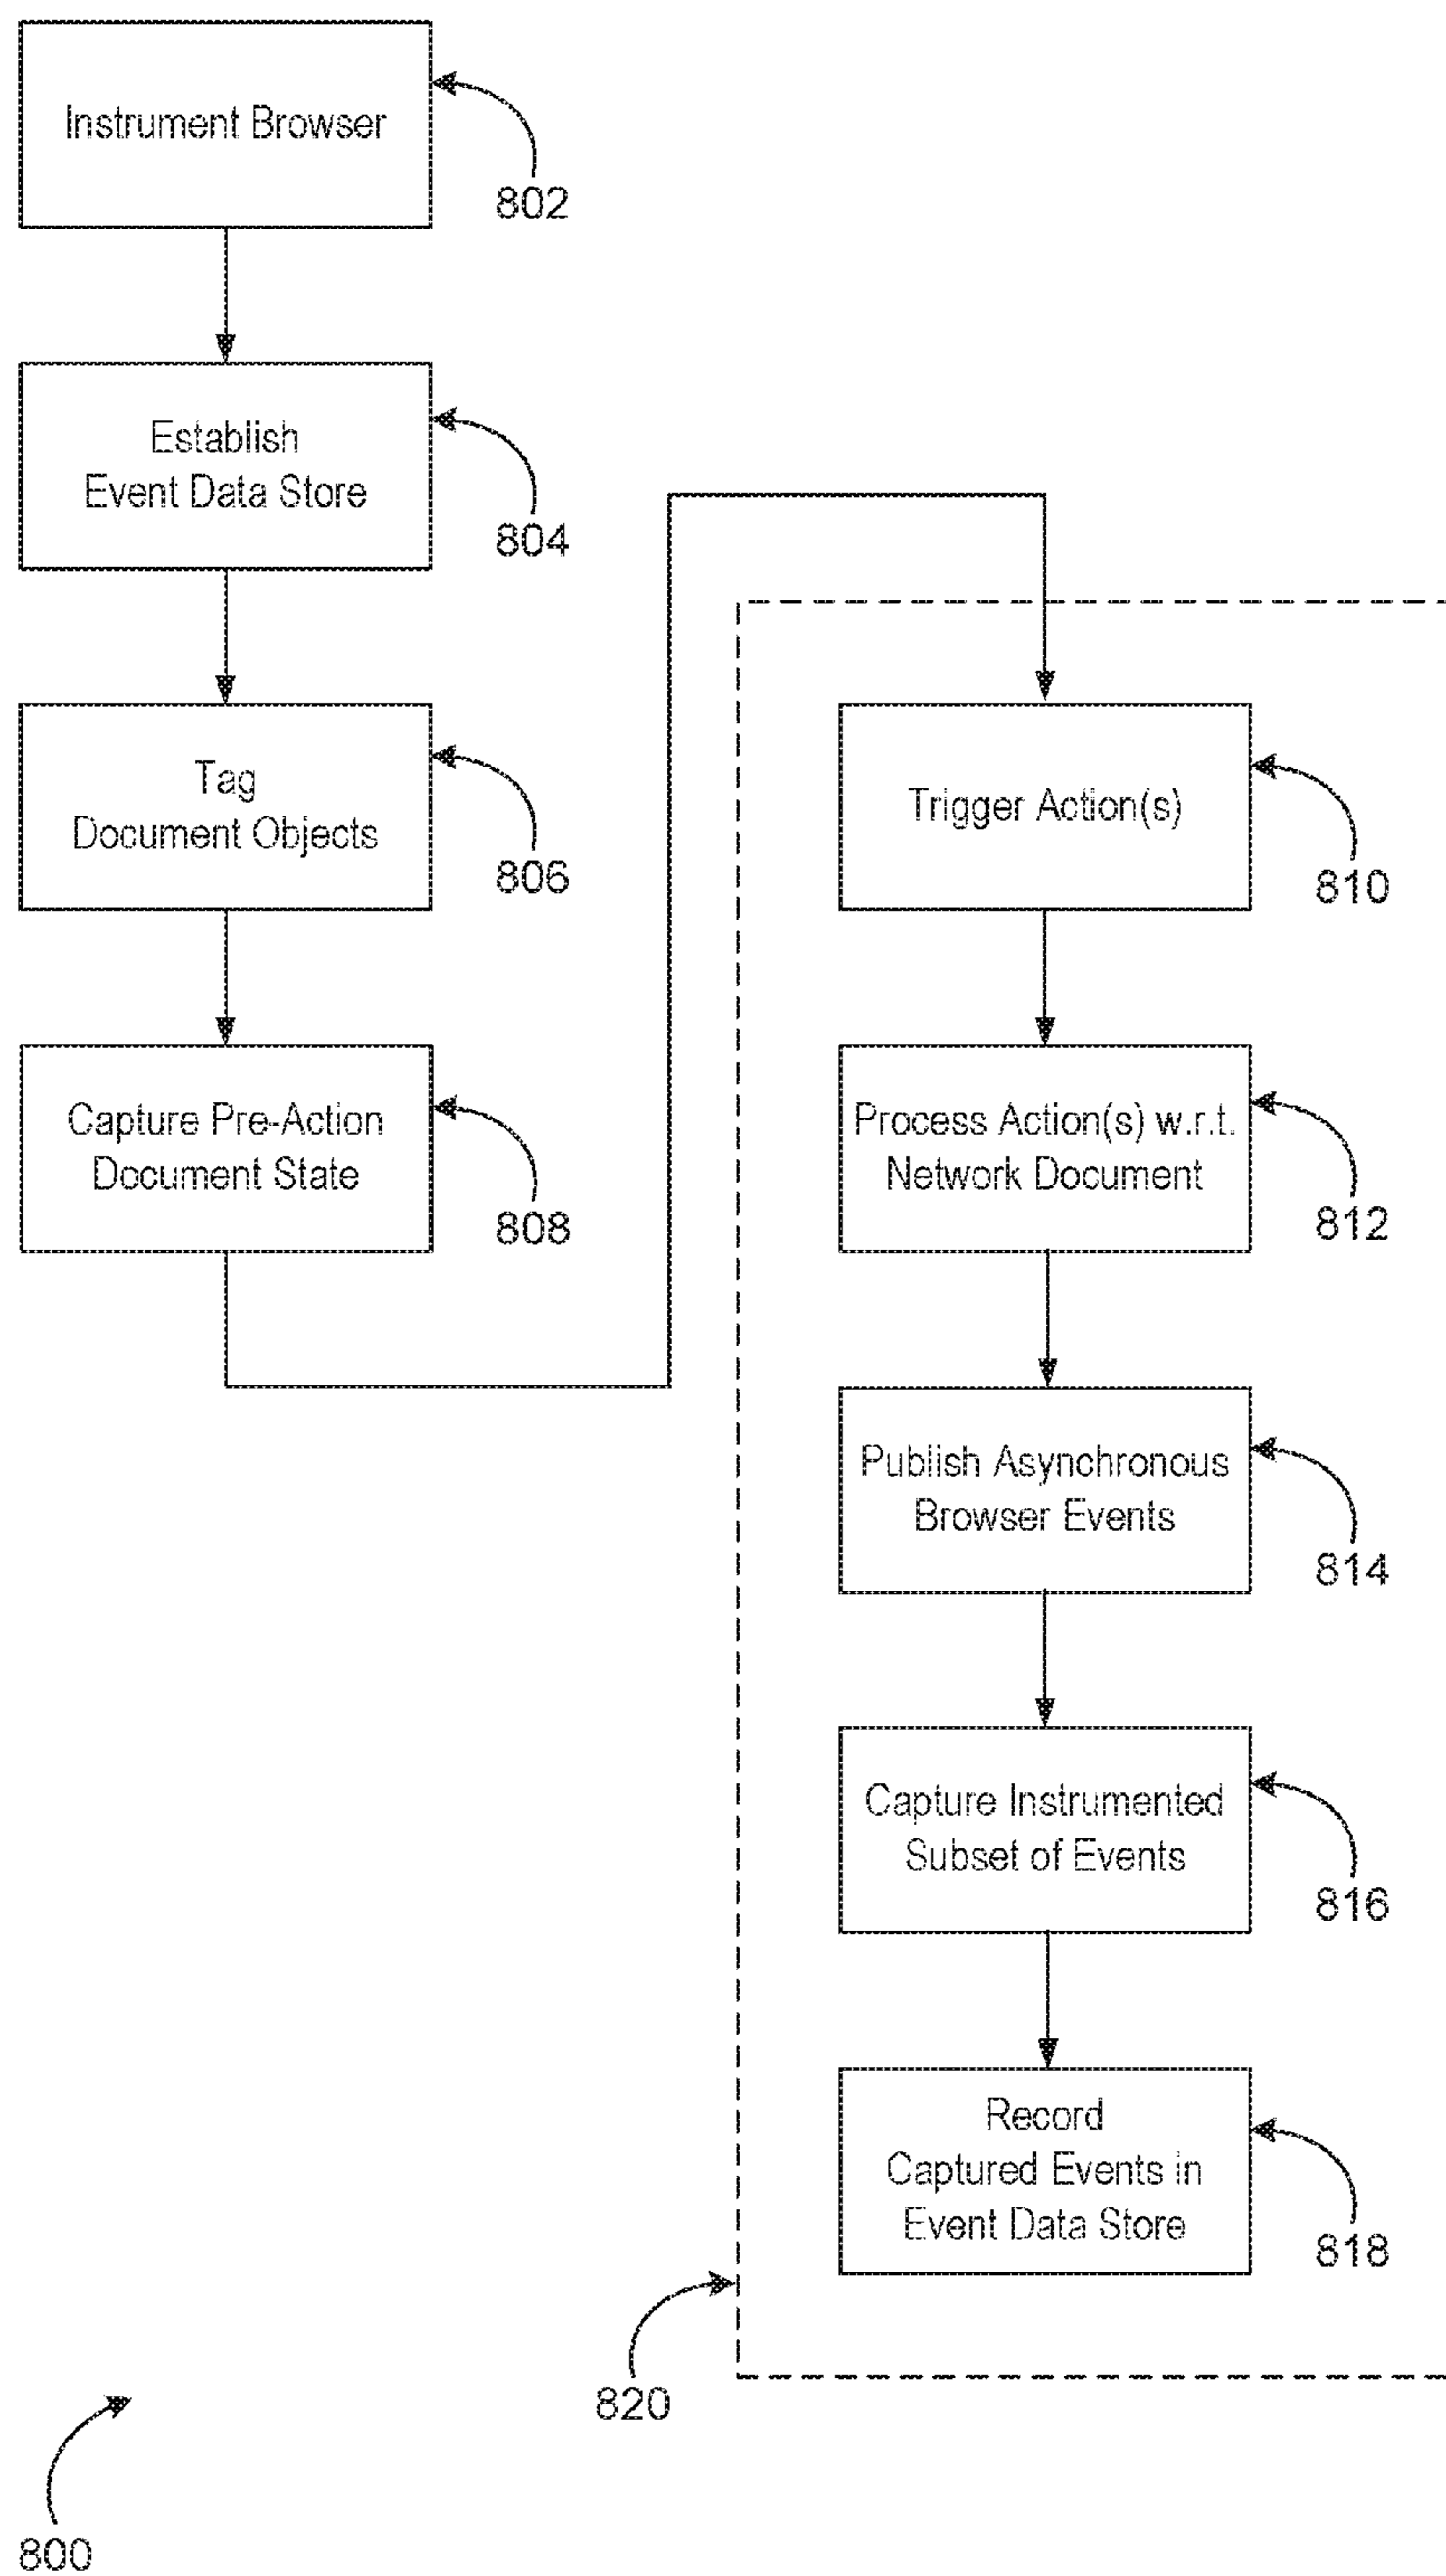 Instrument Browser
802
Establish
Event Data Store
804
Tag
Document Objects
806
Capture Pre-Action
Document State
808
Trigger Action(s)
810
Process Action(s) w.r.t.
Network Document
812
Publish Asynchronous
Browser Events
814
Capture Instrumented
Subset of Events
816
Record
Captured Events in
Event Data Store
818
820
800